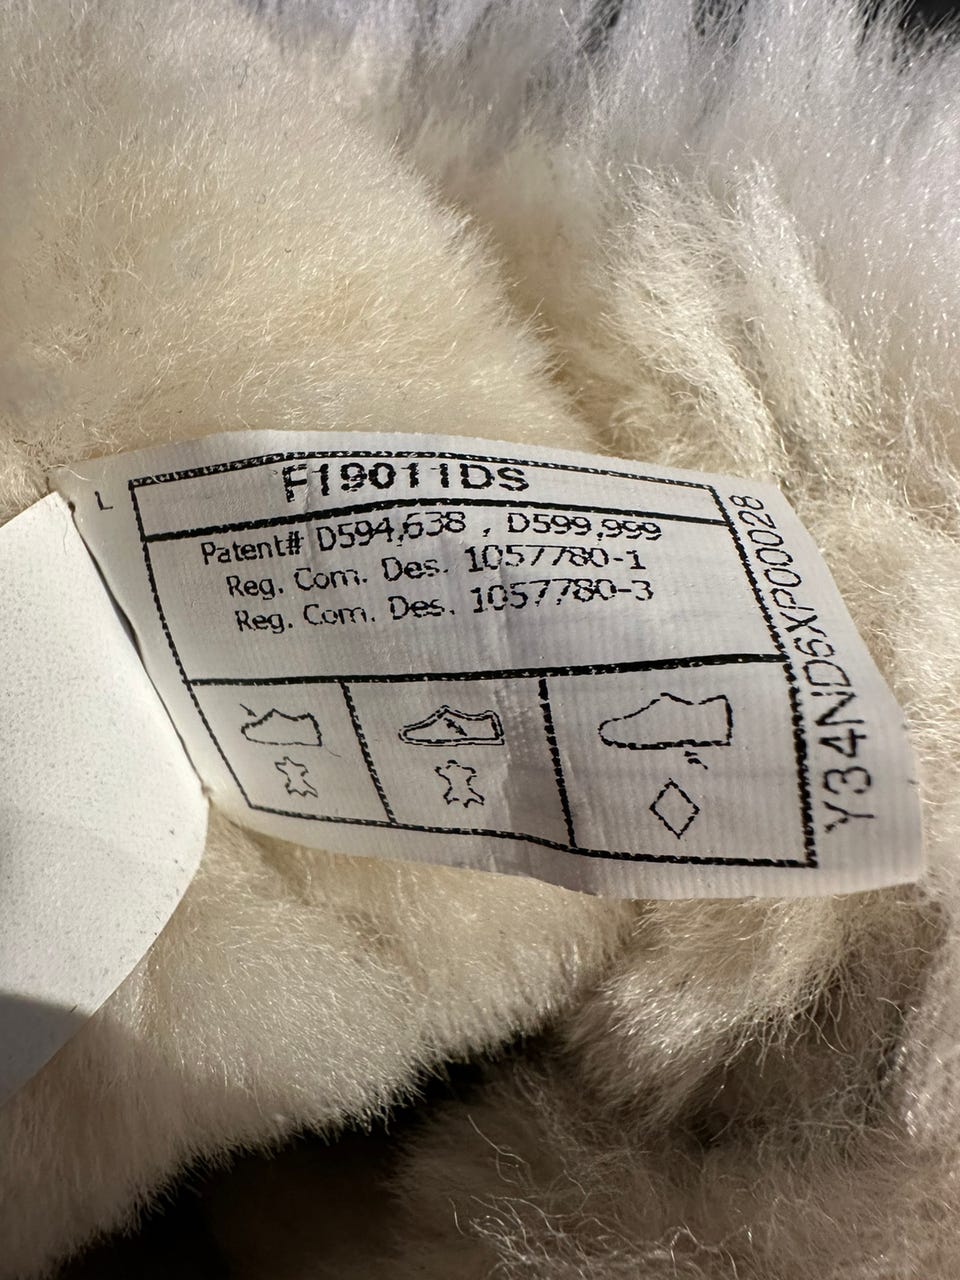 L
F19011DS
Patent# D594,638 , D599,999
Reg. Com. Des. 1057780-1
Reg. Com. Des. 1057780-3
Y34ND6XP00028